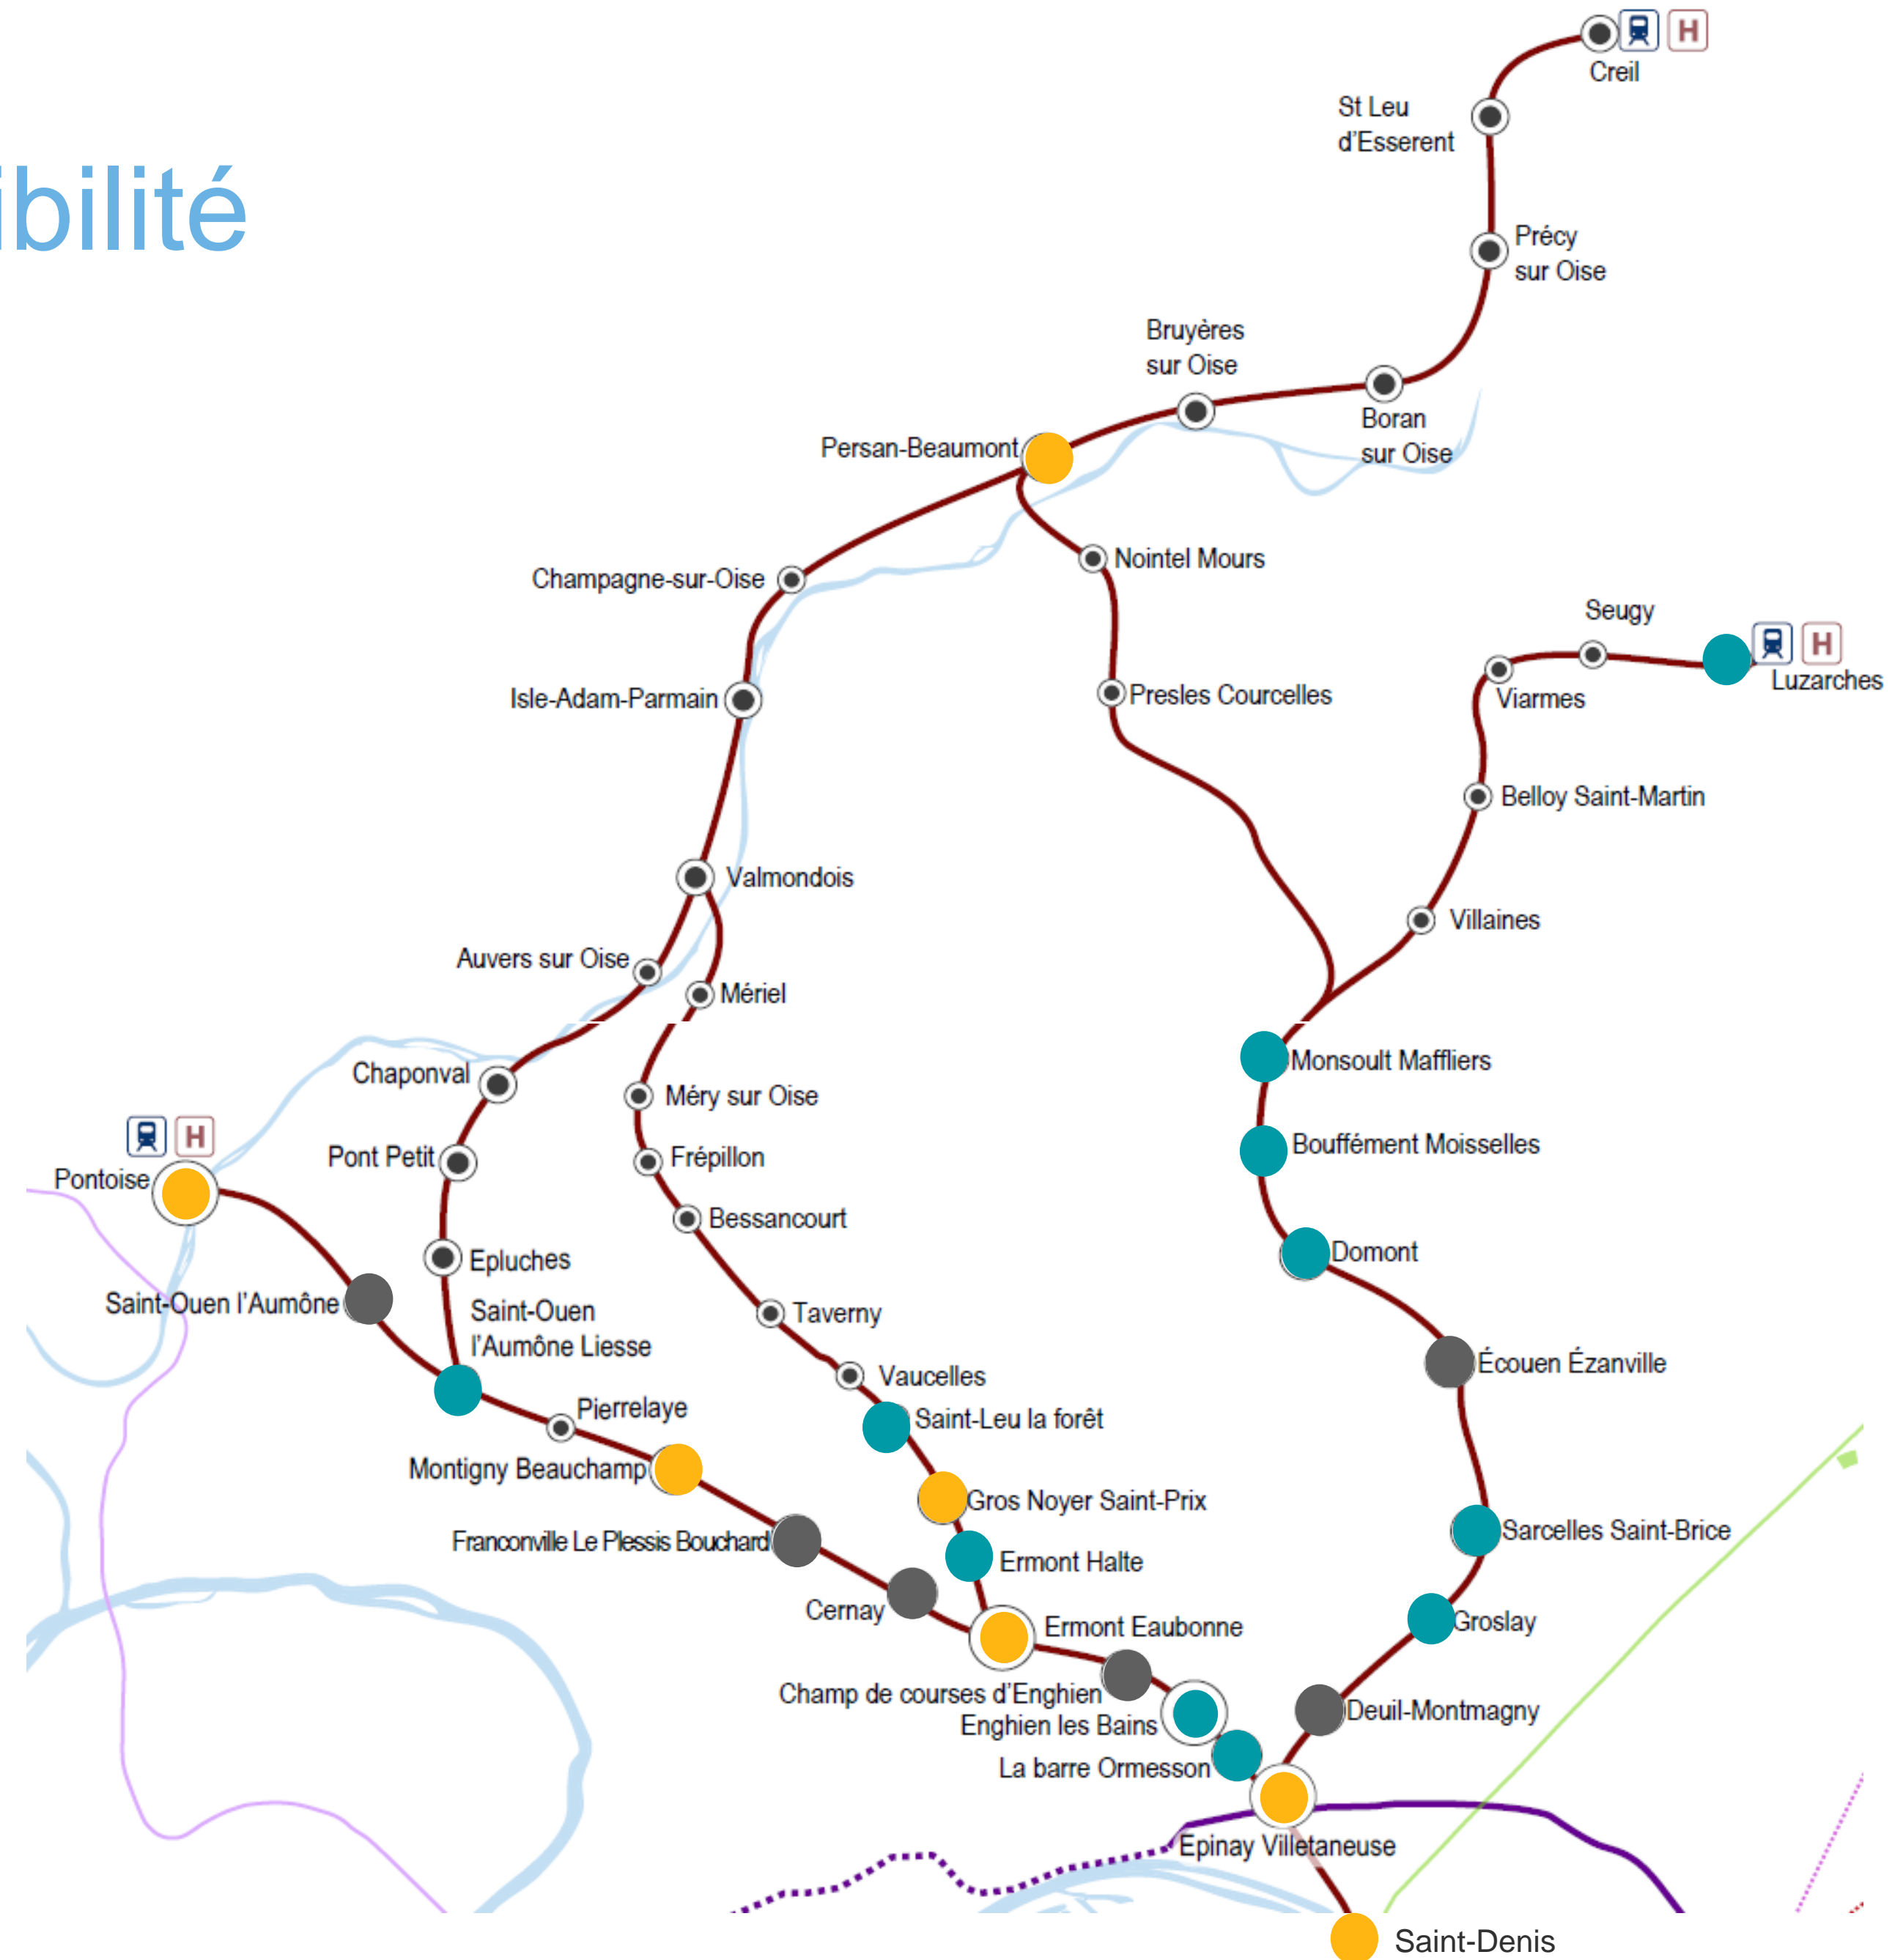 ibilité
H
Creil
St Leu
d'Esserent
Précy
sur Oise
Bruyères
sur Oise
Boran
sur Oise
Persan-Beaumont
Nointel Mours
Champagne-sur-Oise
Seugy
H
Luzarches
Viarmes
Isle-Adam-Parmain
Presles Courcelles
Belloy Saint-Martin
Valmondois
Villaines
Auvers sur Oise
Mériel
Monsoult Maffliers
Chaponval
Méry sur Oise
H
Pontoise
Pont Petit
Frépillon
Bouffément Moisselles
Bessancourt
Epluches
Domont
Saint-Ouen l'Aumône
Saint-Ouen
l'Aumône Liesse
Taverny
Écouen Ézanville
Vaucelles
Pierrelaye
Saint-Leu la forêt
Montigny Beauchamp
Gros Noyer Saint-Prix
Sarcelles Saint-Brice
Franconville Le Plessis Bouchard
Ermont Halte
Cernay
Ermont Eaubonne
Groslay
Champ de courses d'Enghien
Enghien les Bains
Deuil-Montmagny
La barre Ormesson
Epinay Villetaneuse
Saint-Denis